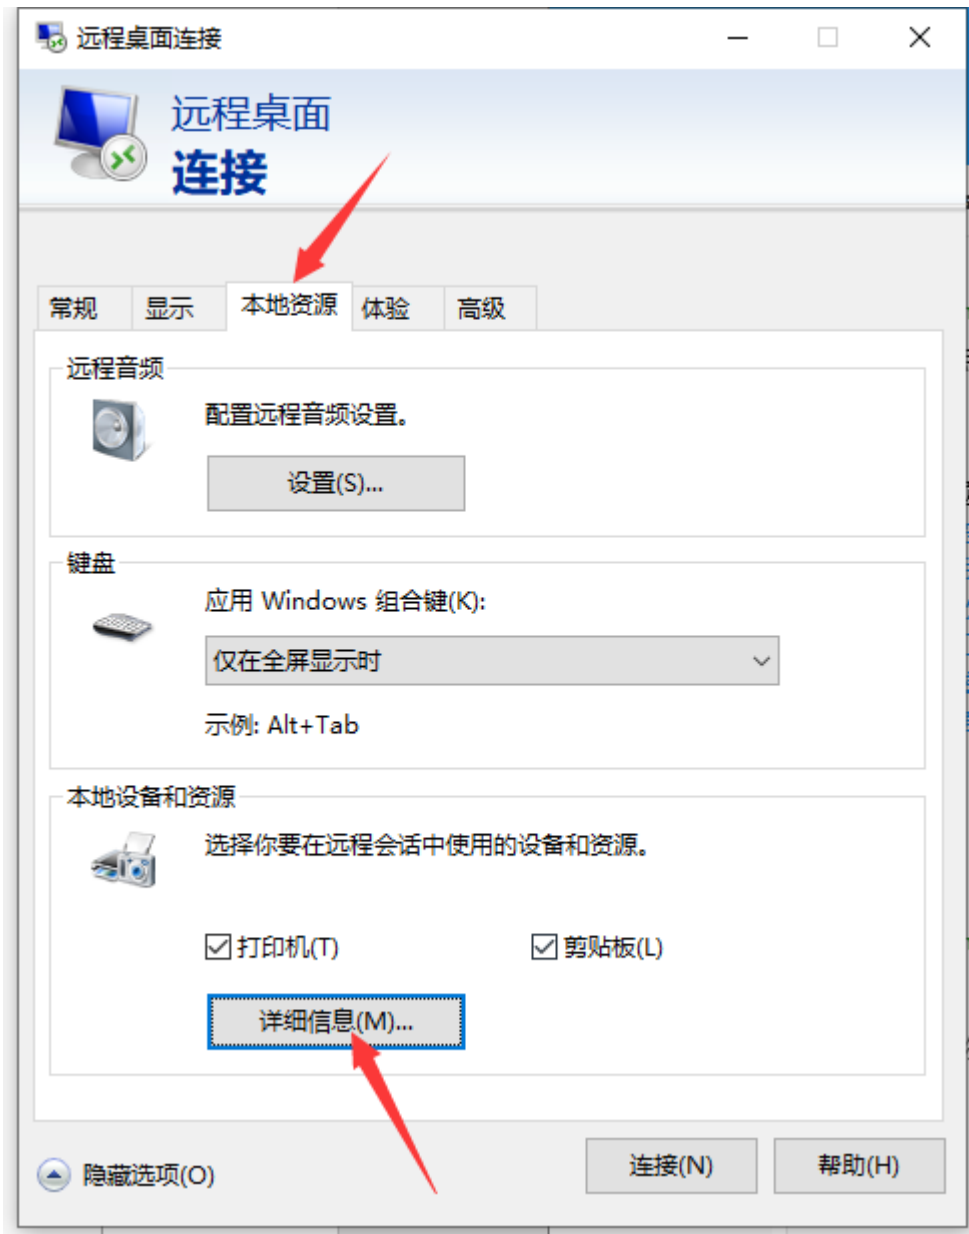 远程桌面连接
远程桌面
连接
常规 显示 本地资源 体验 高级
远程音频
配置远程音频设置。
设置(S)...
键盘
应用 Windows 组合键(K):
仅在全屏显示时
示例: Alt+Tab
本地设备和资源
选择你要在远程会话中使用的设备和资源。
打印机(T) 剪贴板(L)
详细信息(M)...
隐藏选项(O) 连接(N) 帮助(H)